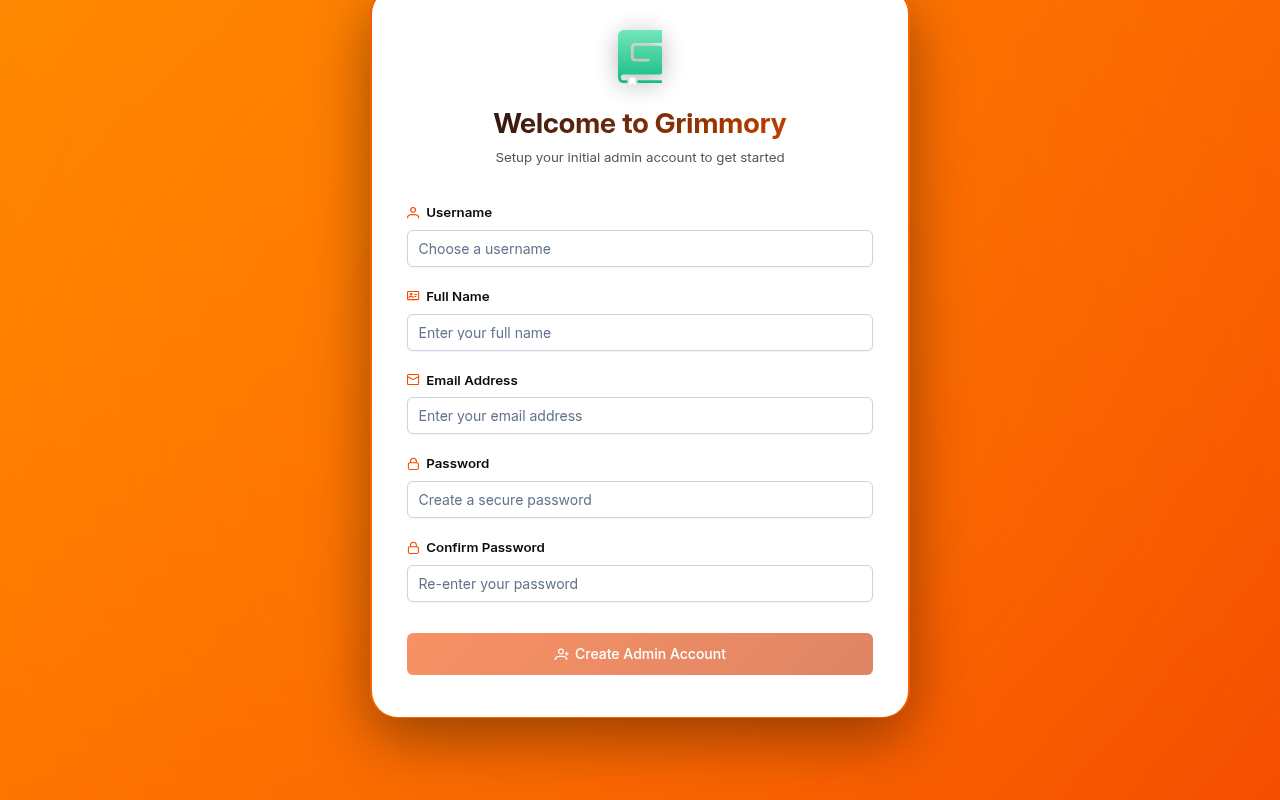 Welcome to Grimmory
Setup your initial admin account to get started
Username
Choose a username
Full Name
Enter your full name
Email Address
Enter your email address
Password
Create a secure password
Confirm Password
Re-enter your password
Create Admin Account